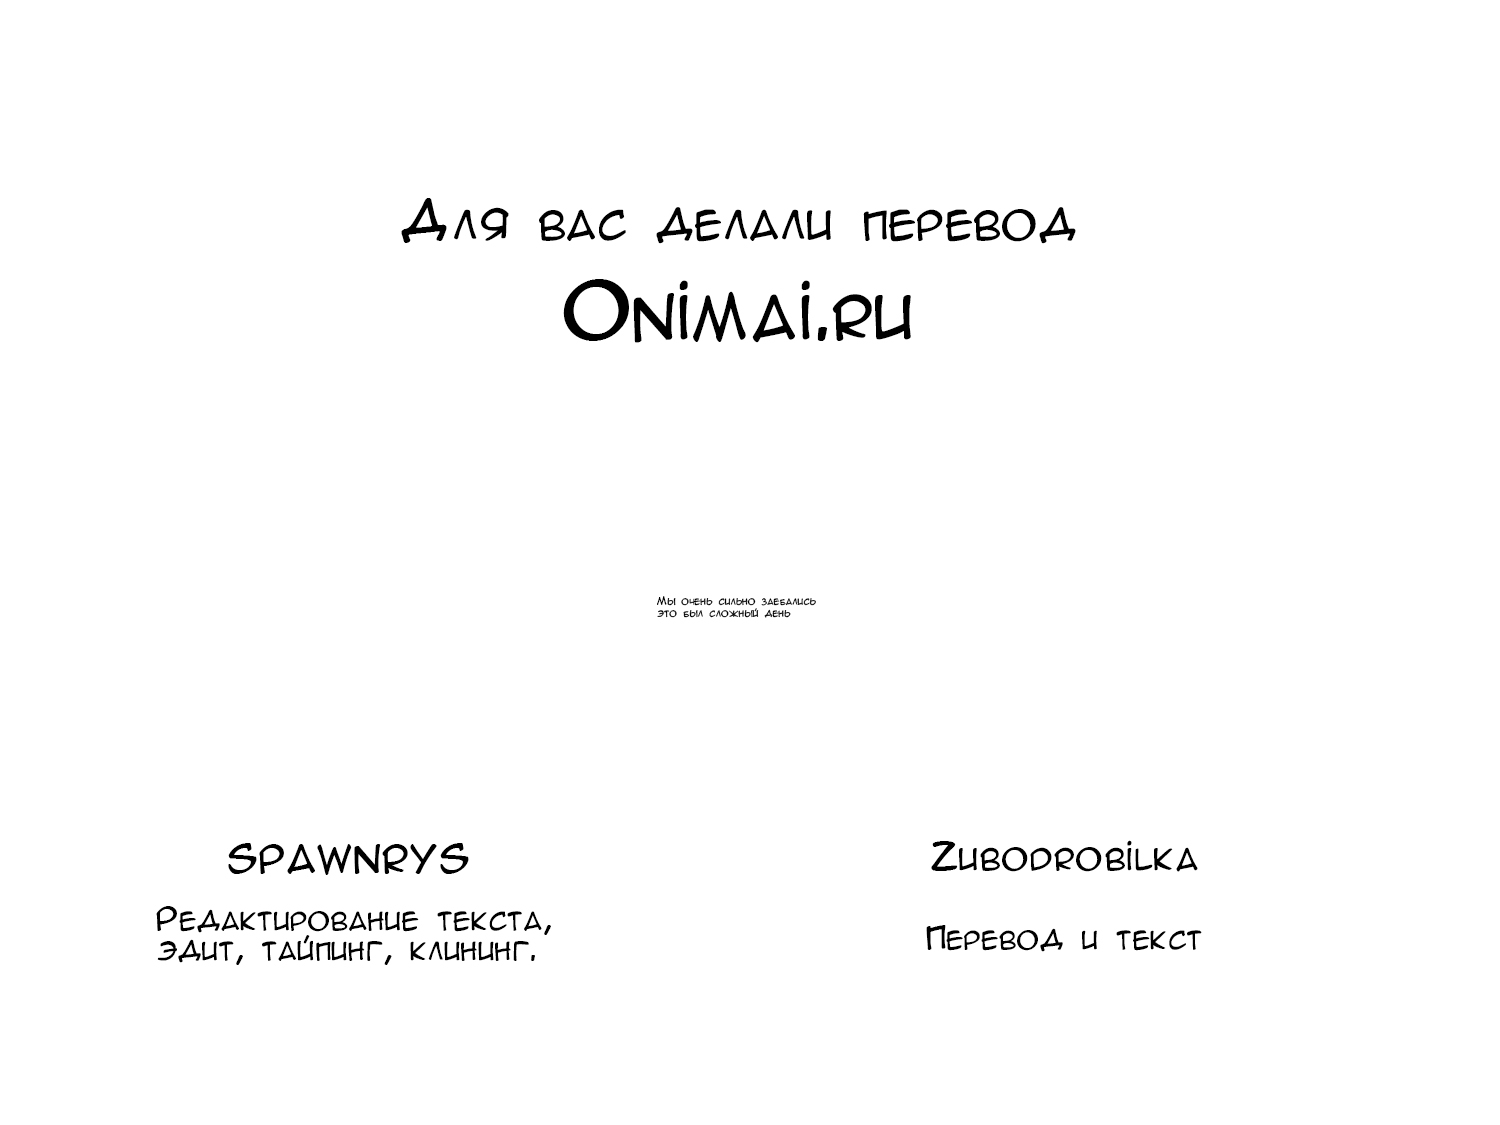 Для вас делали перевод
Onimai.ru
Мы очень сильно заебались
это был сложный день
spawnrys
Редактирование текста,
эдит, тайпинг, клининг.
Zubodrobilka
Перевод и текст